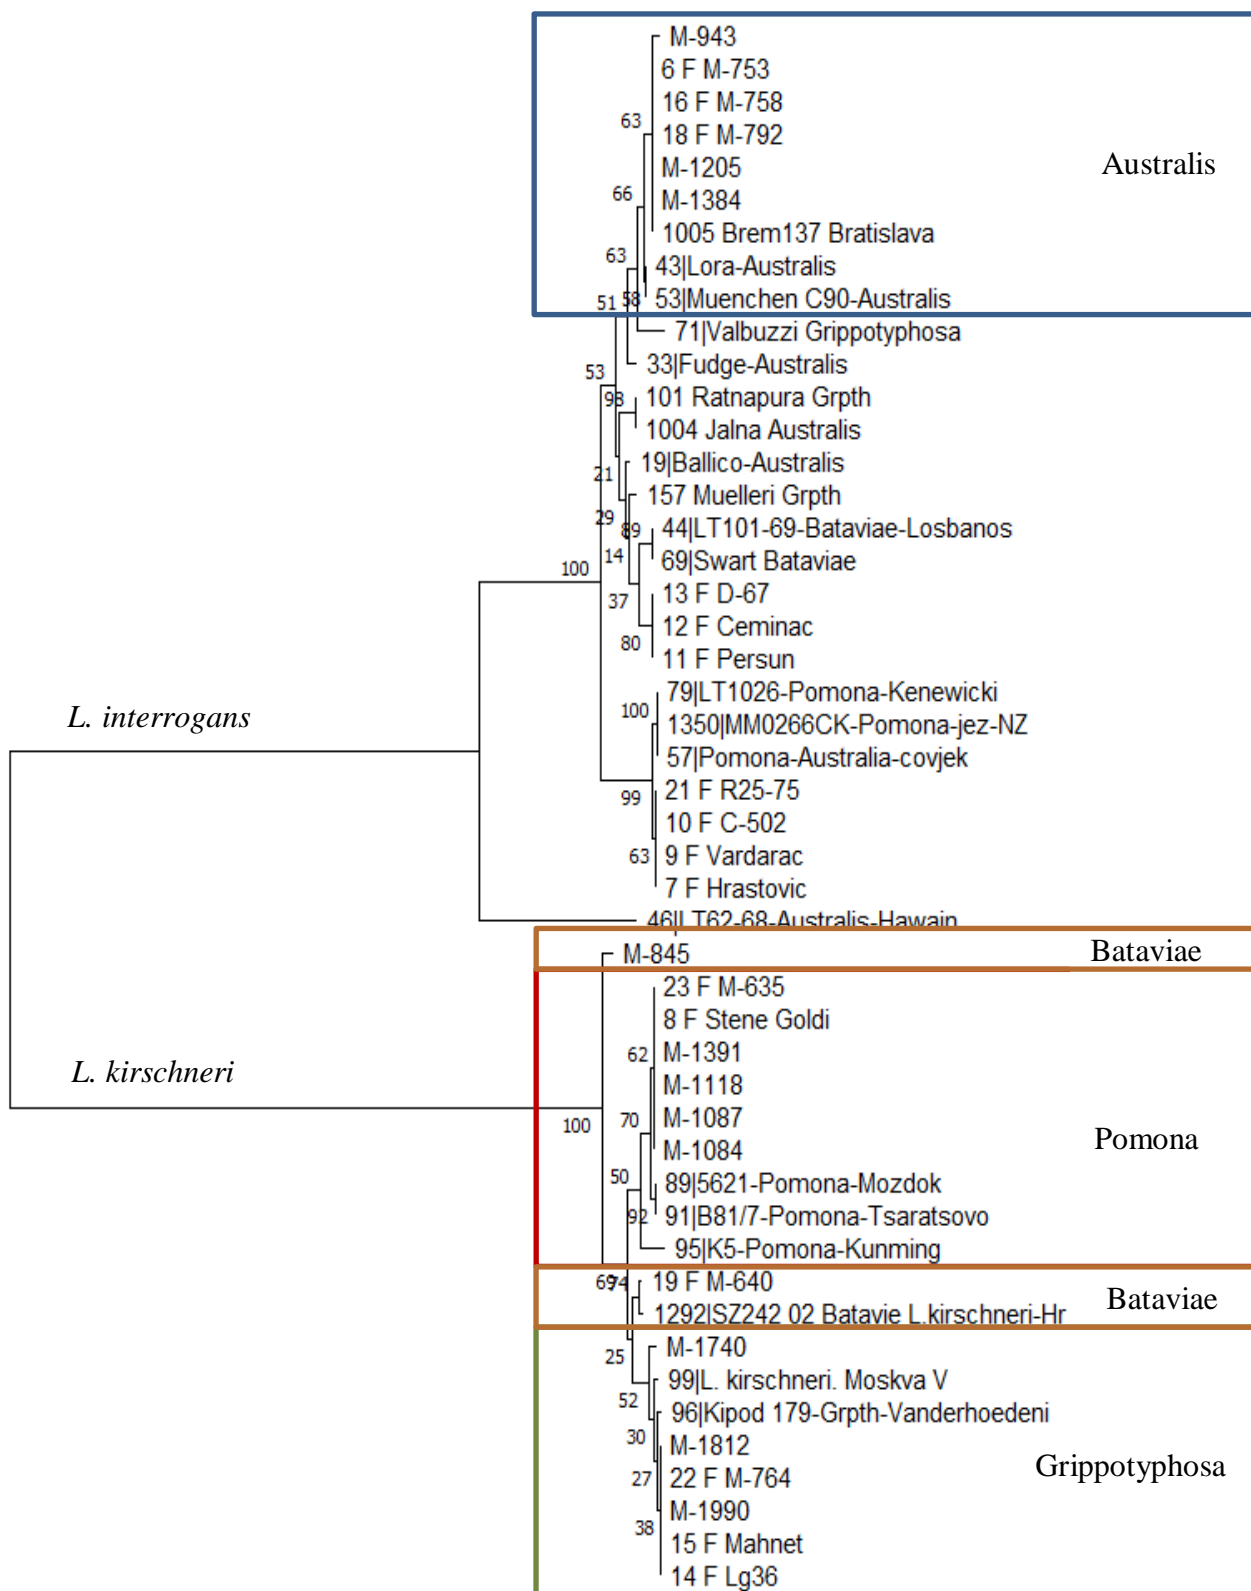 M-943
6 F M-753
63
16 F M-758
18 F M-792
Australis
M-1205
66
M-1384
1005 Brem137 Bratislava
63
43|Lora-Australis
51
58
53|Muenchen C90-Australis
71|Valbuzzi Grippotyphosa
53
33|Fudge-Australis
93
101 Ratnapura Grpth
1004 Jalna Australis
21
19|Ballico-Australis
157 Muelleri Grpth
29
89
44|LT101-69-Bataviae-Losbanos
14
69|Swart Bataviae
100
37
13 F D-67
12 F Ceminac
80
11 F Persun
L. interrogans
100
79|LT1026-Pomona-Kenewicki
1350|MM0266CK-Pomona-jez-NZ
57|Pomona-Australia-covjek
99
21 F R25-75
10 F C-502
63
9 F Vardarac
7 F Hrastovic
46|LT62-68-Australis-Hawain
M-845
Bataviae
23 F M-635
8 F Stene Goldi
L. kirschneri
62
M-1391
M-1118
100
70
M-1087
Pomona
M-1084
50
89|5621-Pomona-Mozdok
92
91|B81/7-Pomona-Tsaratsovo
95|K5-Pomona-Kunming
69
74
19 F M-640
Bataviae
1292|SZ242 02 Batavie L.kirschneri-Hr
25
M-1740
52
99|L. kirschneri. Moskva V
96|Kipod 179-Grpth-Vanderhoedeni
30
M-1812
Grippotyphosa
27
22 F M-764
M-1990
38
15 F Mahnet
14 F Lg36